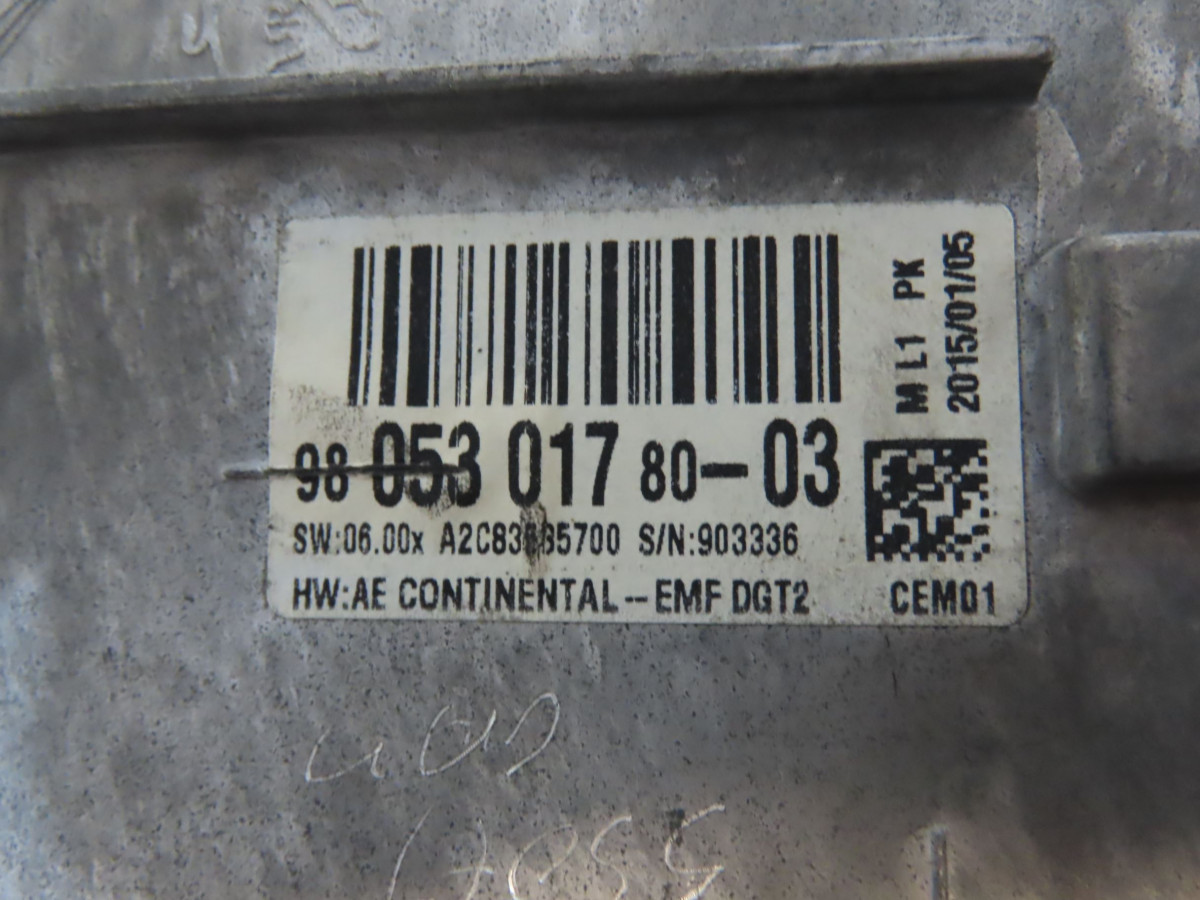 98 053 017 80-03
SW:06.00x S/N:903336
HW:AE CONTINENTAL--EMF DGT2
CEM01
M L1 PK
2015/01/05